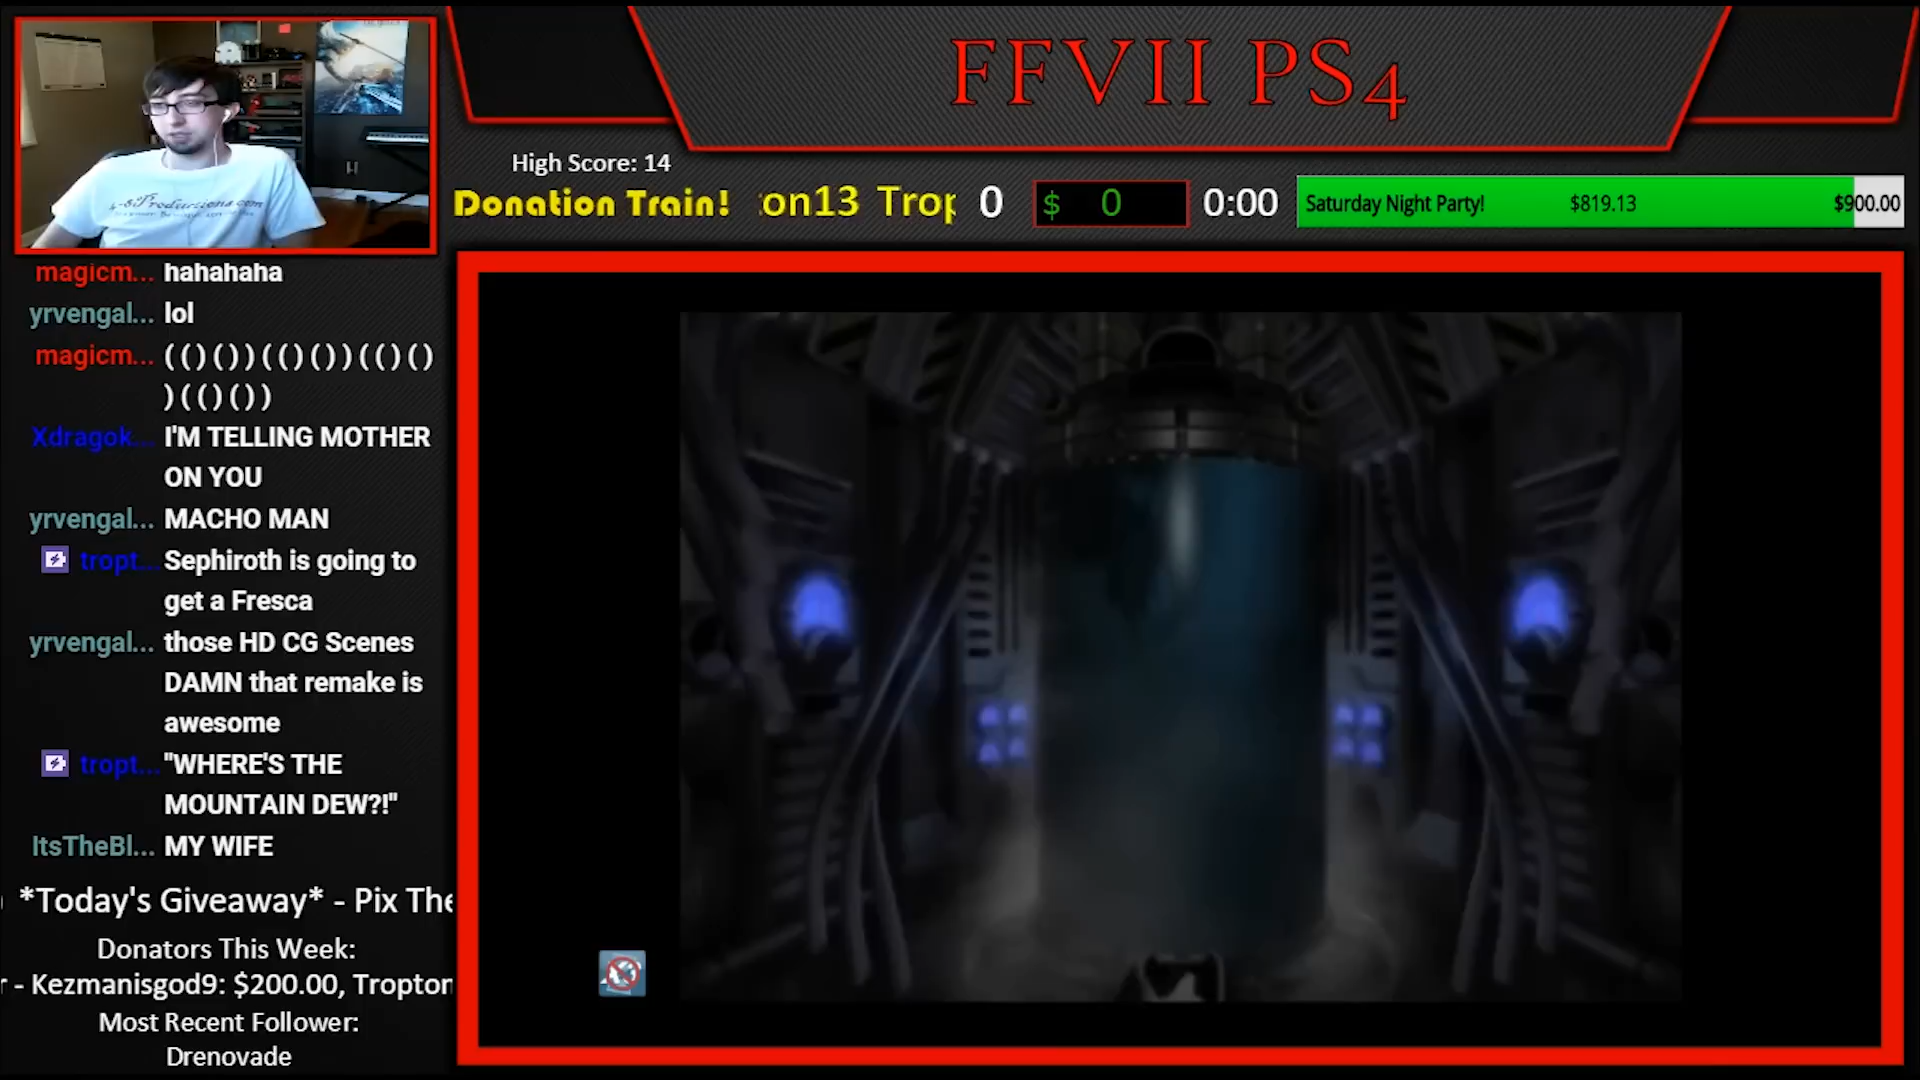 FFVII PS4
High Score: 14
Donation Train! on13 Trop 0 $ 0 0:00 Saturday Night Party! $819.13 $900.00
magicm... hahahaha
yrvengal... lol
magicm... (()())(()())(()()
)(()())
Xdragok... I'M TELLING MOTHER
ON YOU
yrvengal... MACHO MAN
tropt... Sephiroth is going to
get a Fresca
yrvengal... those HD CG Scenes
DAMN that remake is
awesome
tropt... "WHERE'S THE
MOUNTAIN DEW?!"
ItsTheBl... MY WIFE
*Today's Giveaway* - Pix The
Donators This Week:
r - Kezmanisgod9: $200.00, Tropton
Most Recent Follower:
Drenovade